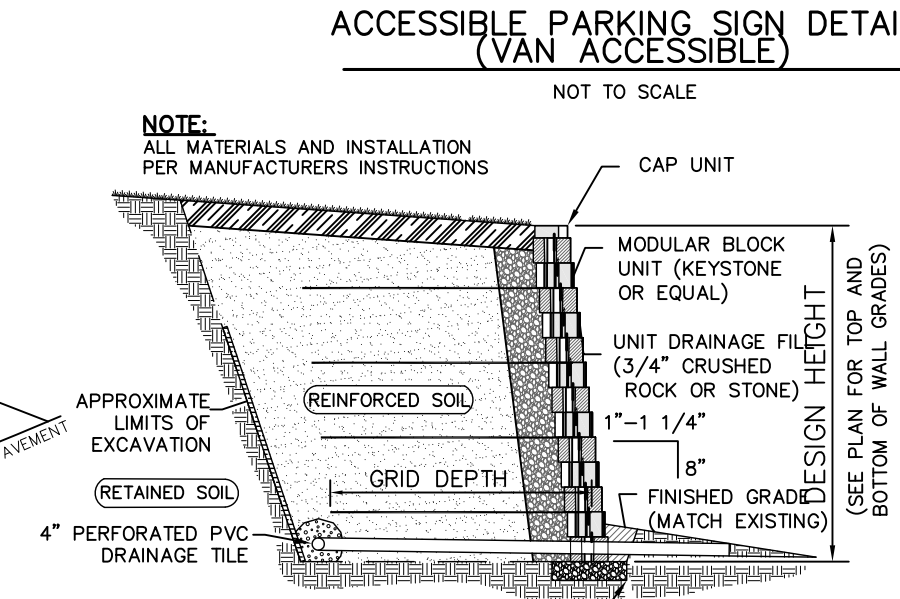 ACCESSIBLE PARKING SIGN DETAI
(VAN ACCESSIBLE)
NOT TO SCALE
NOTE:
ALL MATERIALS AND INSTALLATION
PER MANUFACTURERS INSTRUCTIONS
CAP UNIT
MODULAR BLOCK
UNIT (KEYSTONE
OR EQUAL)
UNIT DRAINAGE FILL
(3/4" CRUSHED
ROCK OR STONE)
1"-1 1/4"
8"
FINISHED GRADE
(MATCH EXISTING)
DESIGN HEIGHT
(SEE PLAN FOR TOP AND
BOTTOM OF WALL GRADES)
REINFORCED SOIL
GRID DEPTH
APPROXIMATE
LIMITS OF
EXCAVATION
AVEMENT
RETAINED SOIL
4" PERFORATED PVC
DRAINAGE TILE